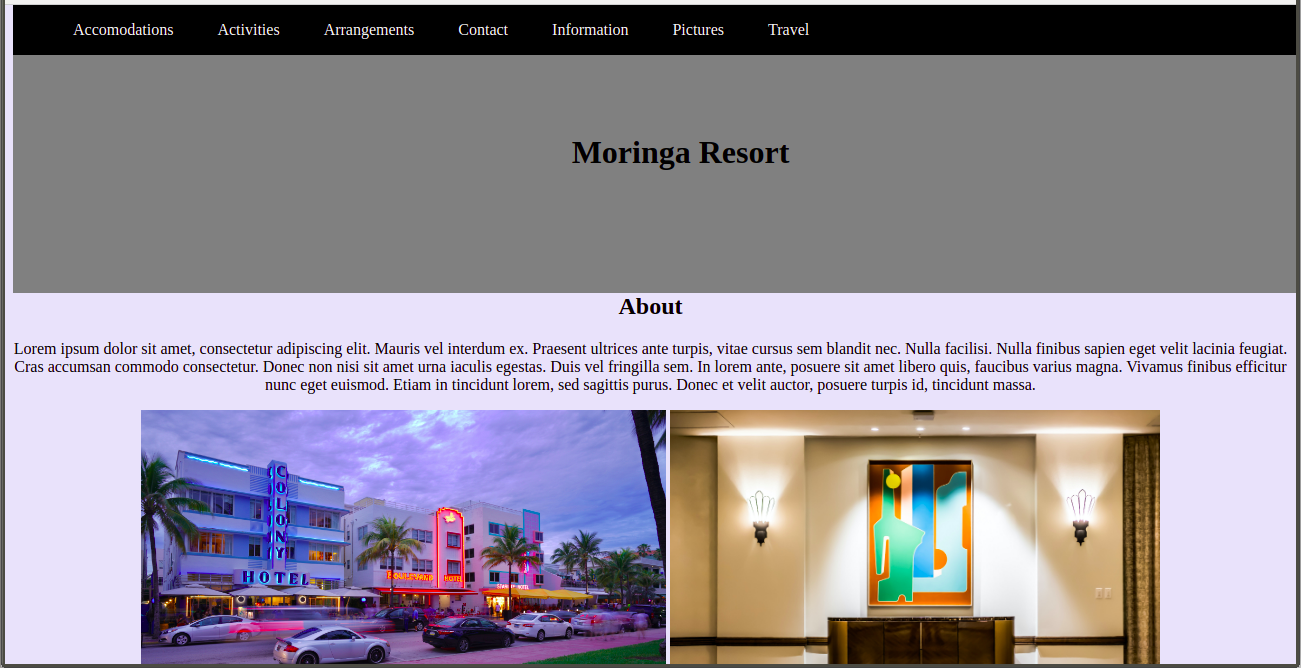 Accomodations Activities Arrangements Contact Information Pictures Travel
Moringa Resort
About
Lorem ipsum dolor sit amet, consectetur adipiscing elit. Mauris vel interdum ex. Praesent ultrices ante turpis, vitae cursus sem blandit nec. Nulla facilisi. Nulla finibus sapien eget velit lacinia feugiat.
Cras accumsan commodo consectetur. Donec non nisi sit amet urna iaculis egestas. Duis vel fringilla sem. In lorem ante, posuere sit amet libero quis, faucibus varius magna. Vivamus finibus efficitur
nunc eget euismod. Etiam in tincidunt lorem, sed sagittis purus. Donec et velit auctor, posuere turpis id, tincidunt massa.
COLONY
HOTEL
BOULEVARD HOTEL
HOTEL